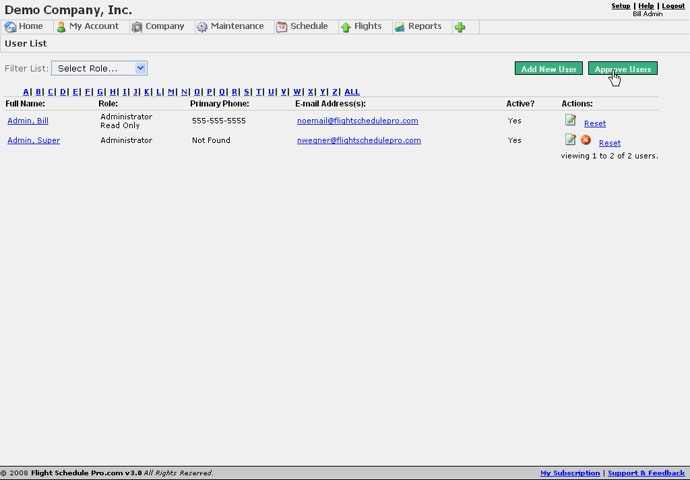 Demo Company, Inc.
Setup | Help | Logout
Bill Admin
Home My Account Company Maintenance Schedule Flights Reports
User List
Filter List: Select Role... Add New User Approve Users
A| B| C| D| E| F| G| H| I| J| K| L| M| N| O| P| Q| R| S| T| U| V| W| X| Y| Z| ALL
Full Name: Role: Primary Phone: E-mail Address(s): Active? Actions:
Admin, Bill Administrator 555-555-5555 noemail@flightschedulepro.com Yes Reset
Read Only
Admin, Super Administrator Not Found nwegner@flightschedulepro.com Yes Reset
viewing 1 to 2 of 2 users.
© 2008 Flight Schedule Pro.com v3.0 All Rights Reserved. My Subscription | Support & Feedback